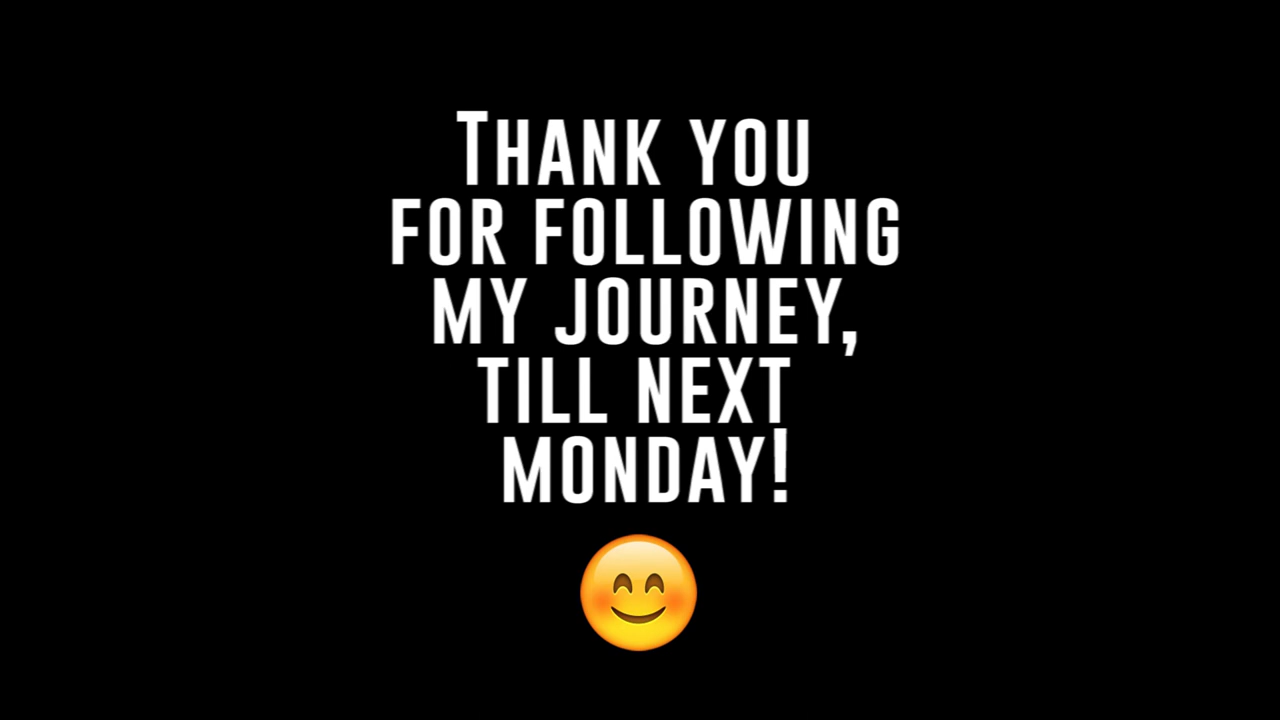 Thank you
for following
my journey,
till next
Monday!